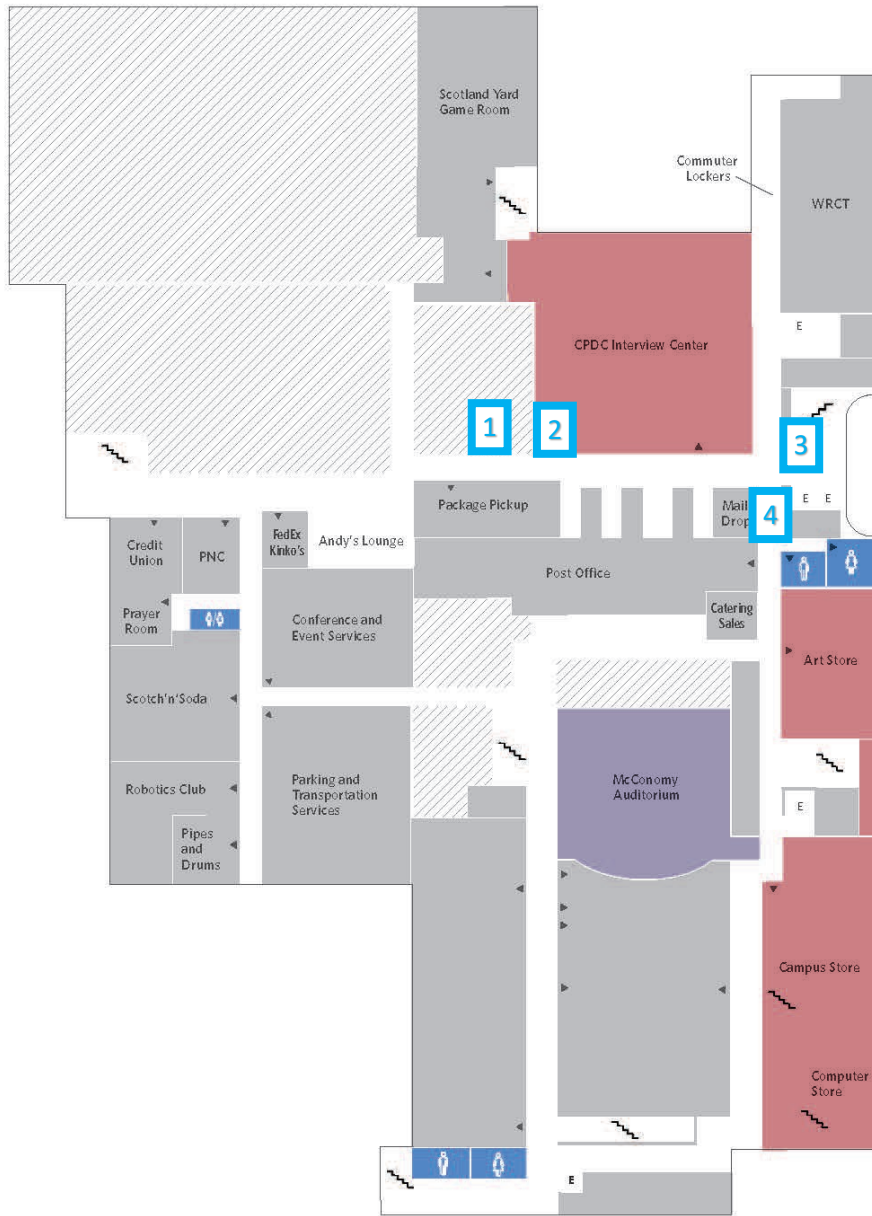 Scotland Yard
Game Room
Commuter
Lockers
WRCT
E
CPDC Interview Center
1
2
3
4
Package Pickup
Mail
Drop
E E
Credit
Union
PNC
FedEx
Kinko's
Andy's Lounge
Post Office
Prayer
Room
Conference and
Event Services
Catering
Sales
Art Store
Scotch'n'Soda
Robotics Club
Parking and
Transportation
Services
McConomy
Auditorium
E
Pipes
and
Drums
Campus Store
Computer
Store
E